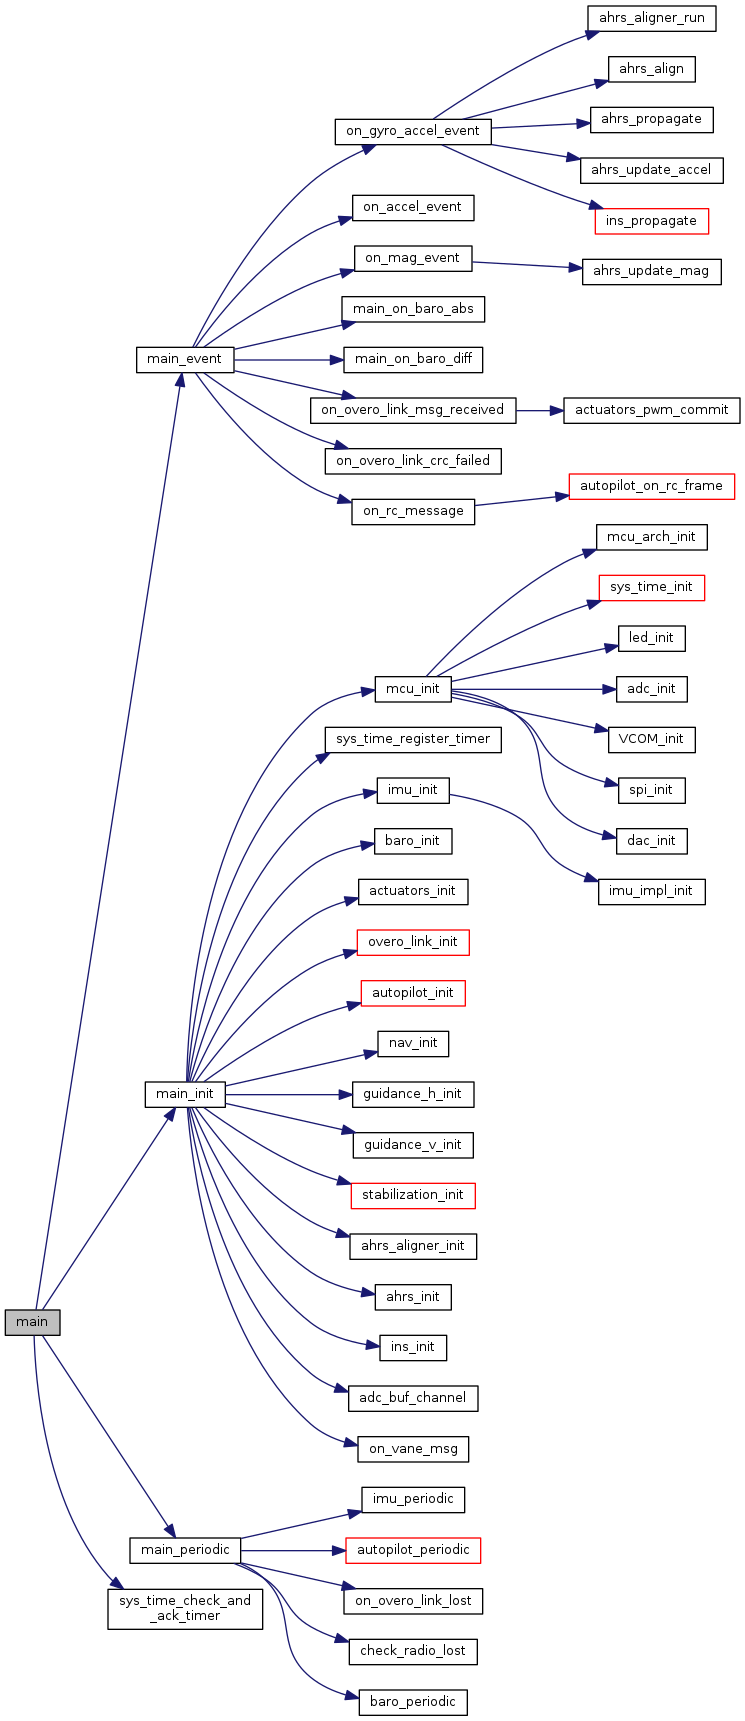 ahrs_aligner_run
ahrs_align
ahrs_propagate
on_gyro_accel_event
ahrs_update_accel
on_accel_event
ins_propagate
on_mag_event
ahrs_update_mag
main_on_baro_abs
main_event
main_on_baro_diff
on_overo_link_msg_received
actuators_pwm_commit
on_overo_link_crc_failed
autopilot_on_rc_frame
on_rc_message
mcu_arch_init
sys_time_init
led_init
mcu_init
adc_init
sys_time_register_timer
VCOM_init
imu_init
spi_init
baro_init
dac_init
actuators_init
imu_impl_init
overo_link_init
autopilot_init
nav_init
main_init
guidance_h_init
guidance_v_init
stabilization_init
ahrs_aligner_init
ahrs_init
main
ins_init
adc_buf_channel
on_vane_msg
imu_periodic
main_periodic
autopilot_periodic
sys_time_check_and
_ack_timer
on_overo_link_lost
check_radio_lost
baro_periodic